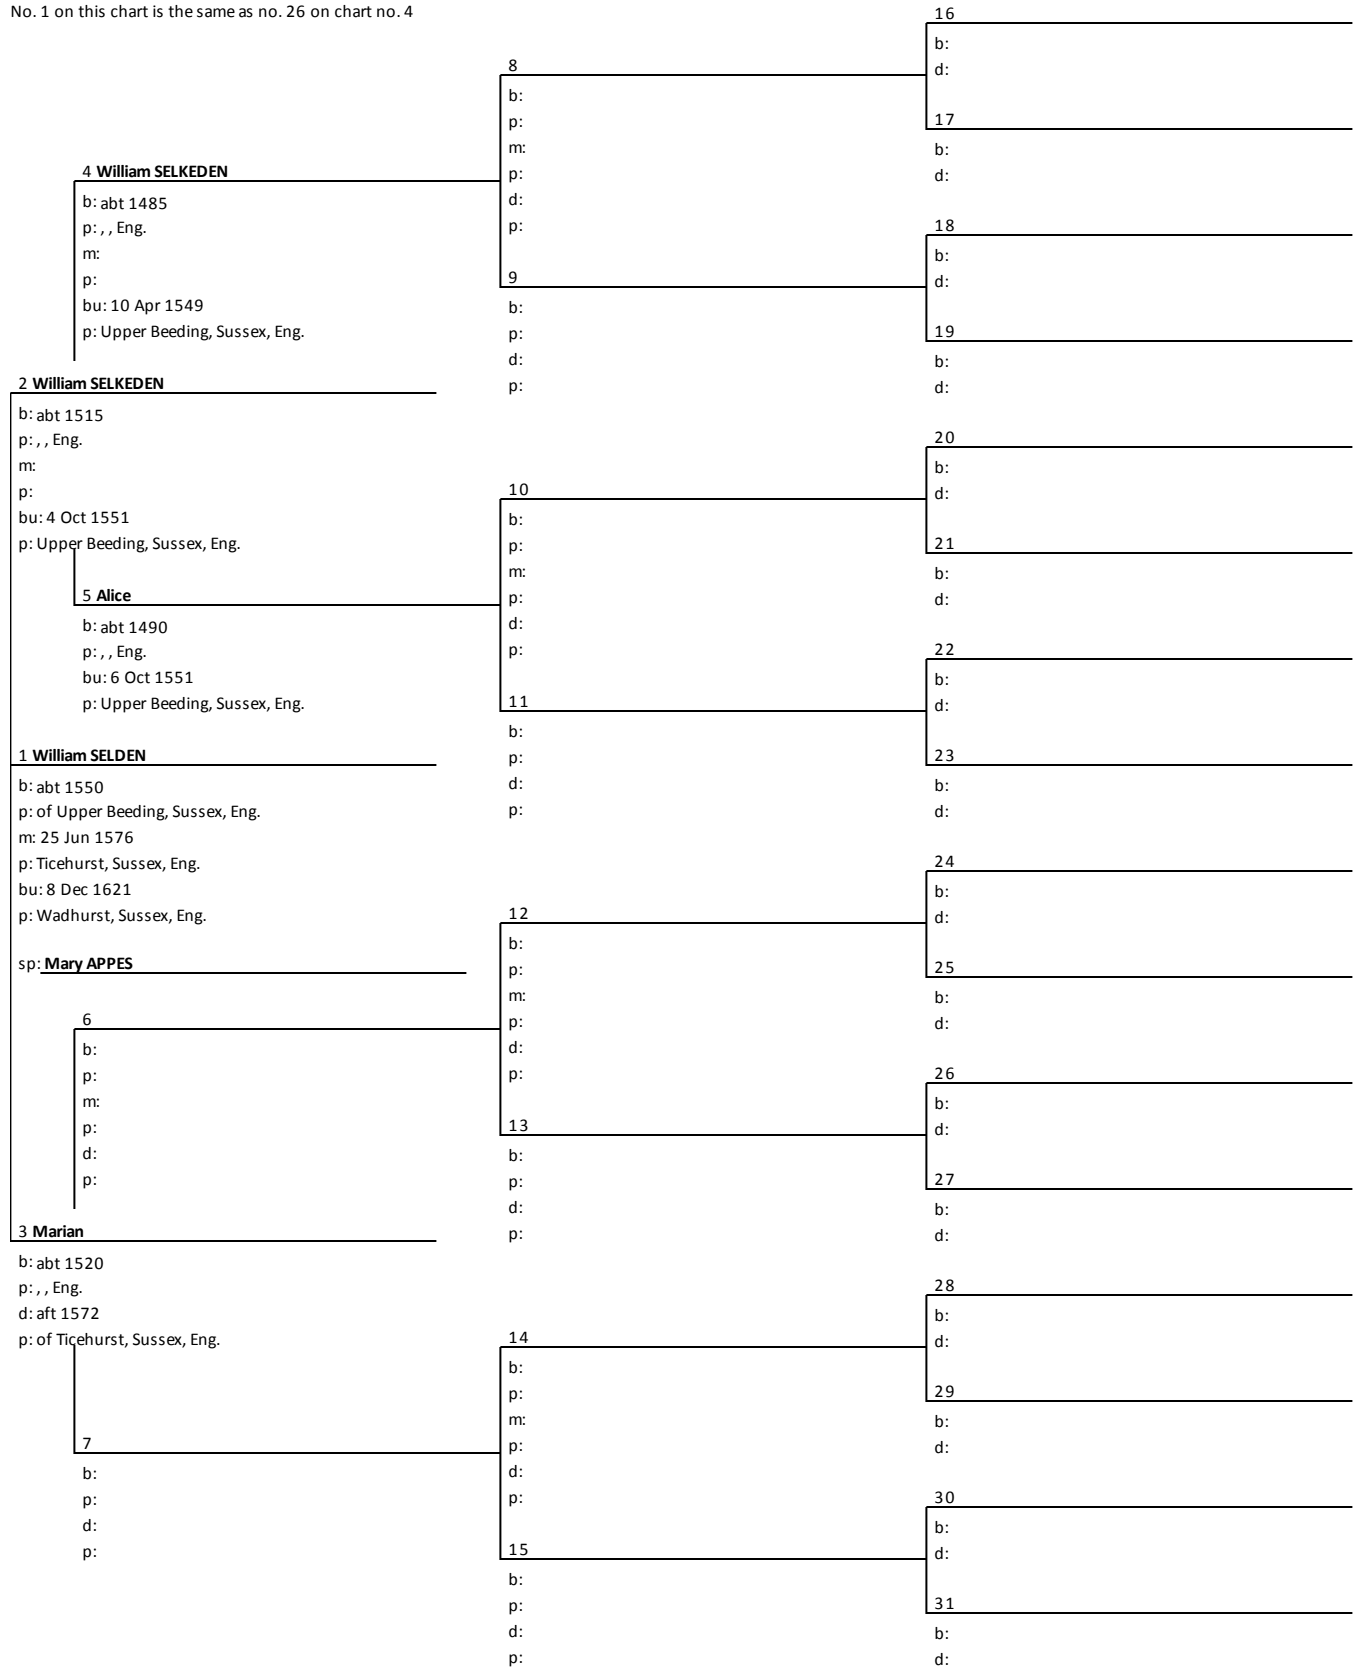 No. 1 on this chart is the same as no. 26 on chart no. 4
4 William SELKEDEN
b: abt 1485
p: , , Eng.
m:
p:
bu: 10 Apr 1549
p: Upper Beeding, Sussex, Eng.
2 William SELKEDEN
b: abt 1515
p: , , Eng.
m:
p:
bu: 4 Oct 1551
p: Upper Beeding, Sussex, Eng.
5 Alice
b: abt 1490
p: , , Eng.
bu: 6 Oct 1551
p: Upper Beeding, Sussex, Eng.
1 William SELDEN
b: abt 1550
p: of Upper Beeding, Sussex, Eng.
m: 25 Jun 1576
p: Ticehurst, Sussex, Eng.
bu: 8 Dec 1621
p: Wadhurst, Sussex, Eng.
sp: Mary APPES
6
b:
p:
m:
p:
d:
p:
3 Marian
b: abt 1520
p: , , Eng.
d: aft 1572
p: of Ticehurst, Sussex, Eng.
7
b:
p:
d:
p:
8
b:
p:
m:
p:
d:
p:
9
b:
p:
d:
p:
10
b:
p:
m:
p:
d:
p:
11
b:
p:
d:
p:
12
b:
p:
m:
p:
d:
p:
13
b:
p:
d:
p:
14
b:
p:
m:
p:
d:
p:
15
b:
p:
d:
p:
16
b:
d:
17
b:
d:
18
b:
d:
19
b:
d:
20
b:
d:
21
b:
d:
22
b:
d:
23
b:
d:
24
b:
d:
25
b:
d:
26
b:
d:
27
b:
d:
28
b:
d:
29
b:
d:
30
b:
d:
31
b:
d: